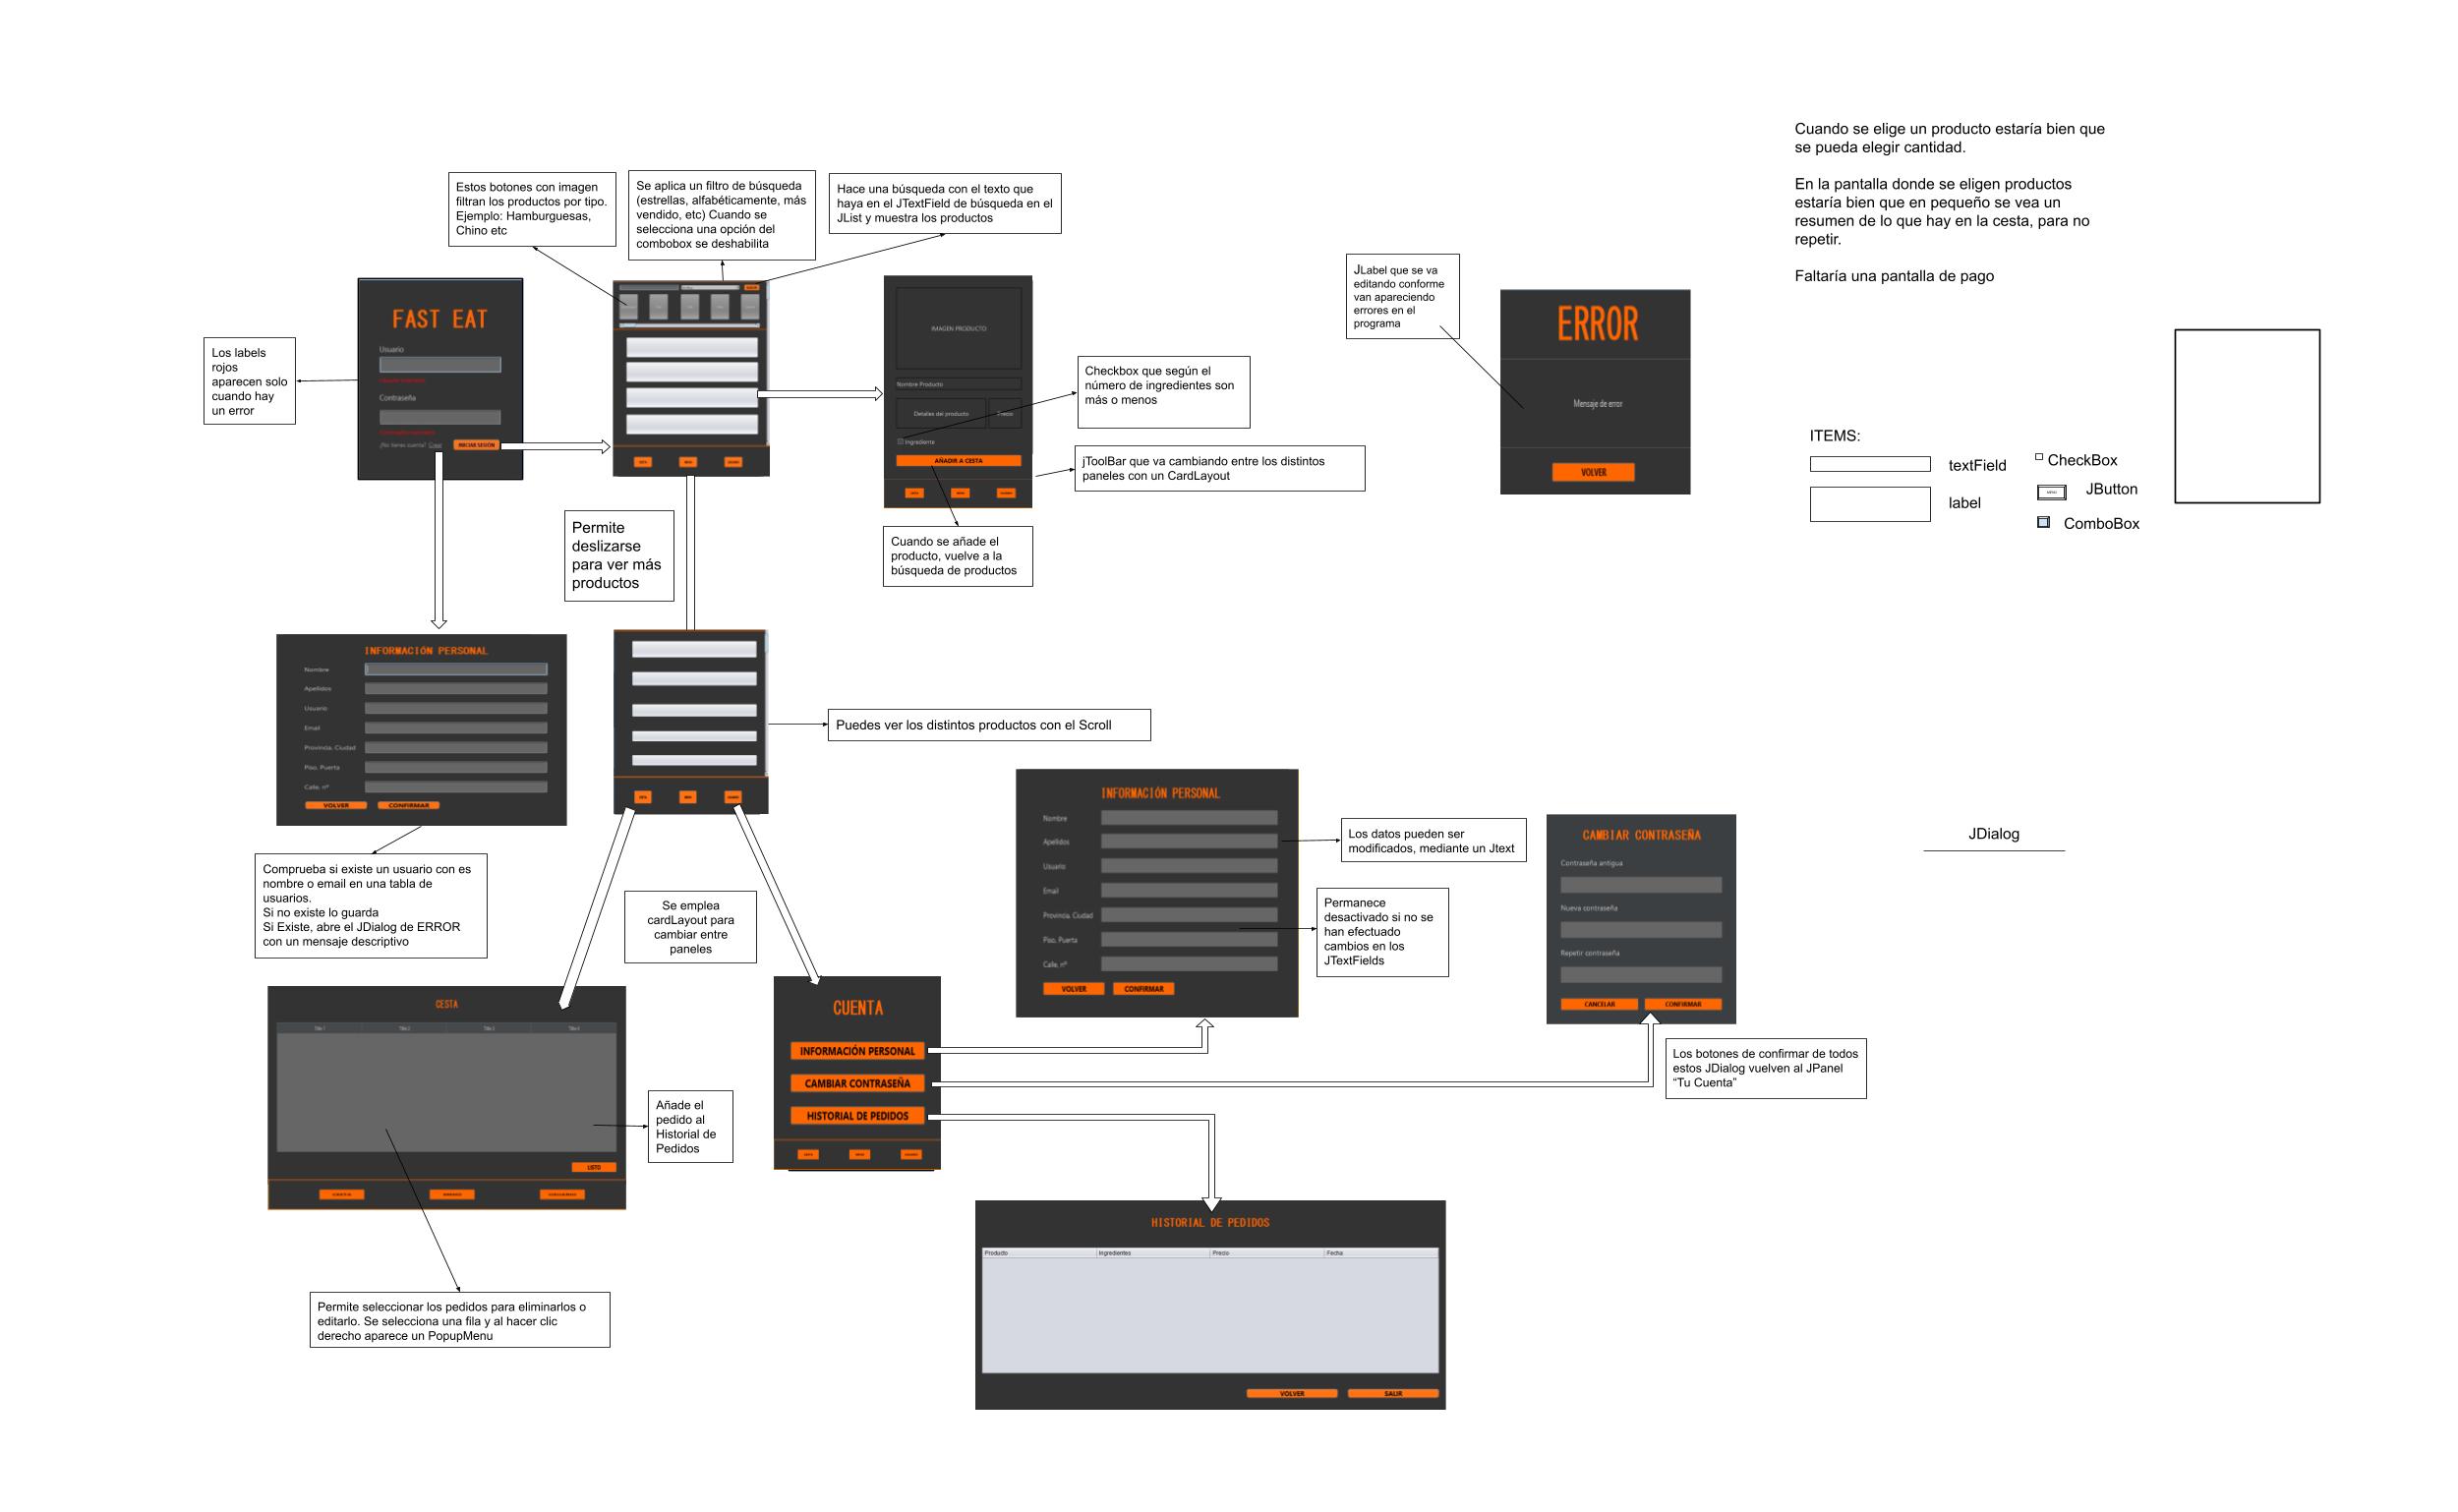 Cuando se elige un producto estaría bien que
se pueda elegir cantidad.
En la pantalla donde se eligen productos
estaría bien que en pequeño se vea un
resumen de lo que hay en la cesta, para no
repetir.
Faltaría una pantalla de pago
Estos botones con imagen
filtran los productos por tipo.
Ejemplo: Hamburguesas,
Chino etc
Se aplica un filtro de búsqueda
(estrellas, alfabéticamente, más
vendido, etc) Cuando se
selecciona una opción del
combobox se deshabilita
Hace una búsqueda con el texto que
haya en el JTextField de búsqueda en el
JList y muestra los productos
JLabel que se va
editando conforme
van apareciendo
errores en el
programa
Los labels
rojos
aparecen solo
cuando hay
un error
FAST EAT
Usuario
Contraseña
¿No tienes cuenta? Crear
INICIAR SESIÓN
IMAGEN PRODUCTO
Nombre Producto
Detalles del producto
Precio
Ingrediente
AÑADIR A CESTA
Checkbox que según el
número de ingredientes son
más o menos
jToolBar que va cambiando entre los distintos
paneles con un CardLayout
Cuando se añade el
producto, vuelve a la
búsqueda de productos
ERROR
Mensaje de error
VOLVER
ITEMS:
textField
label
CheckBox
JButton
ComboBox
Permite
deslizarse
para ver más
productos
INFORMACIÓN PERSONAL
Nombre
Apellidos
Usuario
Email
Provincia, Ciudad
Piso, Puerta
Calle, nº
VOLVER
CONFIRMAR
Puedes ver los distintos productos con el Scroll
Comprueba si existe un usuario con es
nombre o email en una tabla de
usuarios.
Si no existe lo guarda
Si Existe, abre el JDialog de ERROR
con un mensaje descriptivo
Se emplea
cardLayout para
cambiar entre
paneles
INFORMACIÓN PERSONAL
Nombre
Apellidos
Usuario
Email
Provincia, Ciudad
Piso, Puerta
Calle, nº
VOLVER
CONFIRMAR
Los datos pueden ser
modificados, mediante un Jtext
Permanece
desactivado si no se
han efectuado
cambios en los
JTextFields
CAMBIAR CONTRASEÑA
Contraseña antigua
Nueva contraseña
Repetir contraseña
CANCELAR
CONFIRMAR
JDialog
Los botones de confirmar de todos
estos JDialog vuelven al JPanel
“Tu Cuenta”
CESTA
Title 1
Title 2
Title 3
Title 4
LISTO
Añade el
pedido al
Historial de
Pedidos
CUENTA
INFORMACIÓN PERSONAL
CAMBIAR CONTRASEÑA
HISTORIAL DE PEDIDOS
Permite seleccionar los pedidos para eliminarlos o
editarlo. Se selecciona una fila y al hacer clic
derecho aparece un PopupMenu
HISTORIAL DE PEDIDOS
Producto
Ingredientes
Precio
Fecha
VOLVER
SALIR